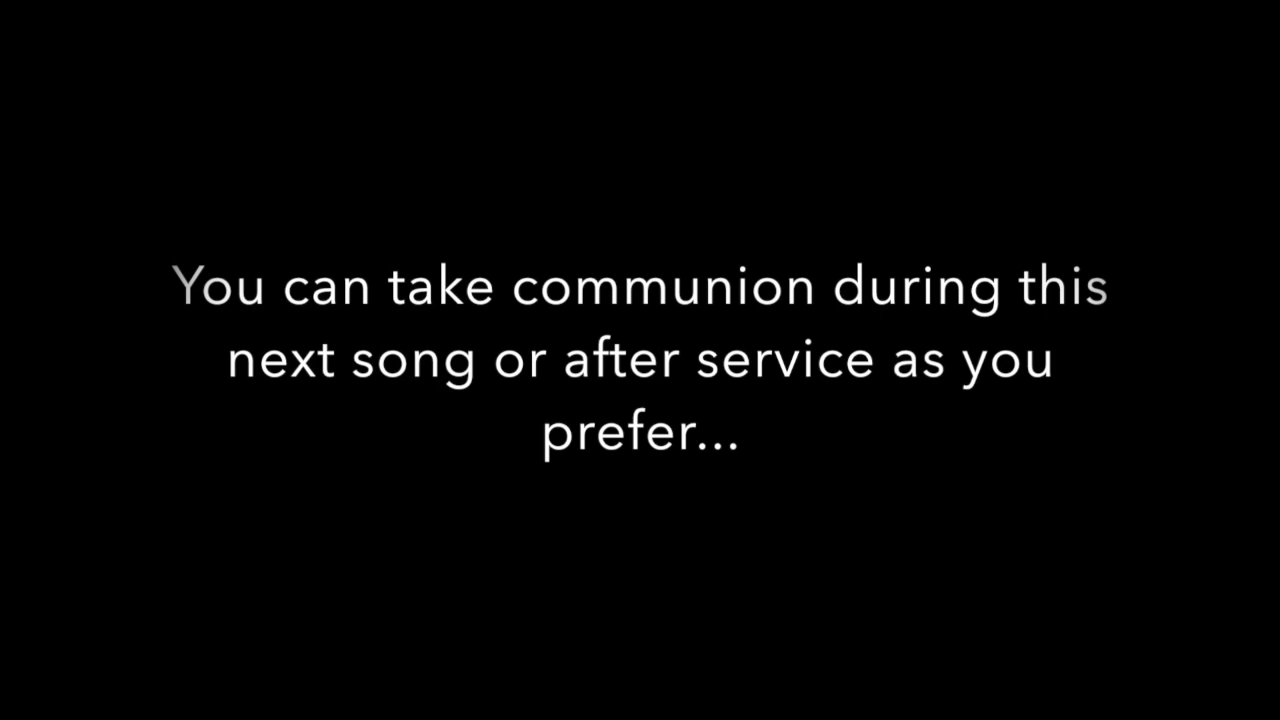 You can take communion during this
next song or after service as you
prefer...